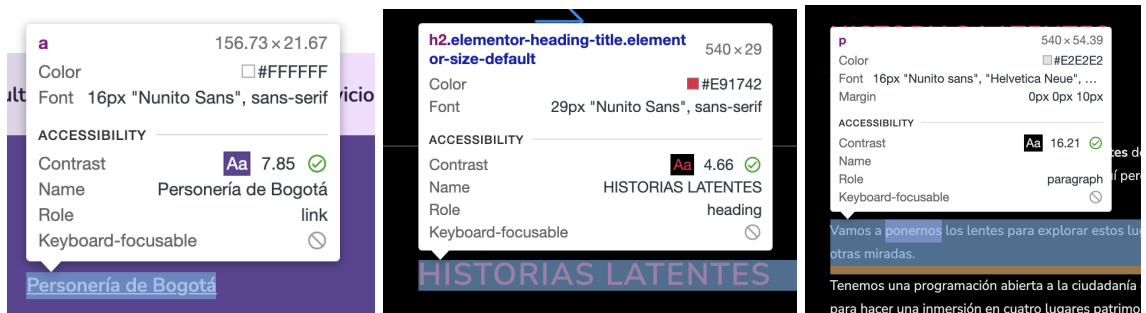 a 156.73 × 21.67
Color #FFFFFF
Font 16px "Nunito Sans", sans-serif
ACCESSIBILITY
Contrast Aa 7.85
Name Personería de Bogotá
Role link
Keyboard-focusable
ult
vicio
Personería de Bogotá
h2.elementor-heading-title.element
or-size-default 540 × 29
Color #E91742
Font 29px "Nunito Sans", sans-serif
ACCESSIBILITY
Contrast Aa 4.66
Name HISTORIAS LATENTES
Role heading
Keyboard-focusable
HISTORIAS LATENTES
p 540 × 54.39
Color #E2E2E2
Font 16px "Nunito sans", "Helvetica Neue", ...
Margin 0px 0px 10px
ACCESSIBILITY
Contrast Aa 16.21
Name
Role paragraph
Keyboard-focusable
Vamos a ponernos los lentes para explorar estos lug
otras miradas.
Tenemos una programación abierta a la ciudadanía
para hacer una inmersión en cuatro lugares patrimo